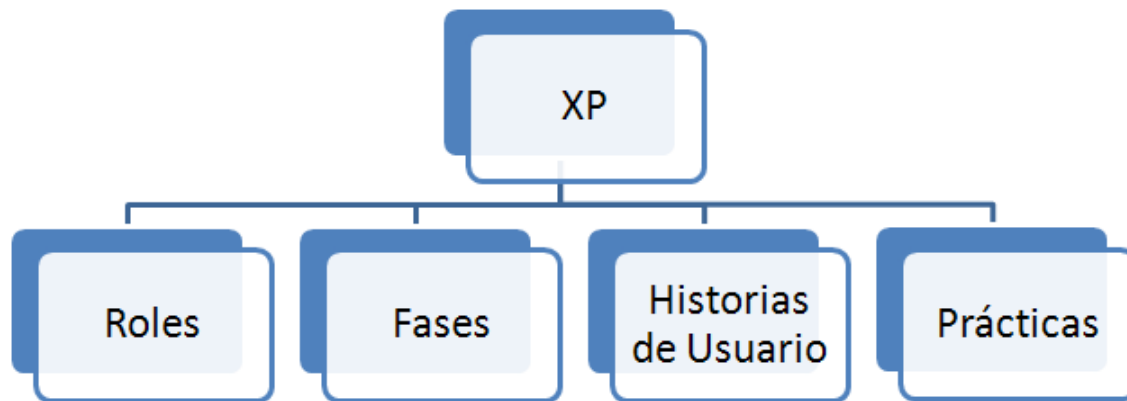 XP
Roles
Fases
Historias
de Usuario
Prácticas